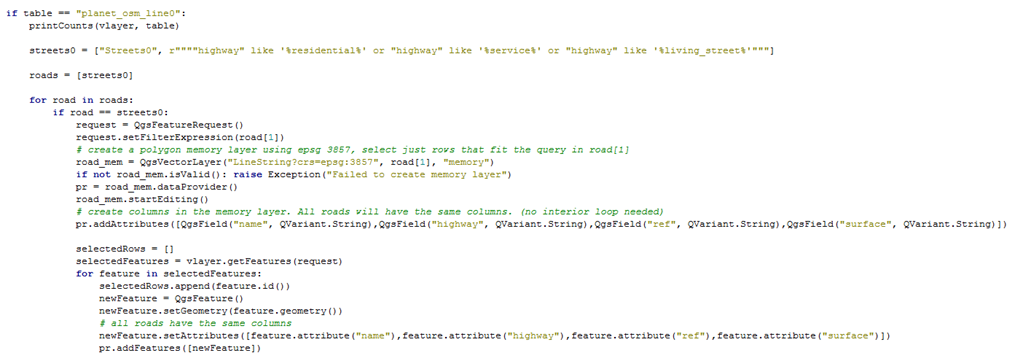 if table == "planet_osm_line0":
    printCounts(vlayer, table)
    streets0 = ["Streets0", r""""highway" like '%residential%' or "highway" like '%service%' or "highway" like '%living_street%'"""]
    roads = [streets0]
    for road in roads:
        if road == streets0:
            request = QgsFeatureRequest()
            request.setFilterExpression(road[1])
            # create a polygon memory layer using epsg 3857, select just rows that fit the query in road[1]
            road_mem = QgsVectorLayer("LineString?crs=epsg:3857", road[1], "memory")
            if not road_mem.isValid(): raise Exception("Failed to create memory layer")
            pr = road_mem.dataProvider()
            road_mem.startEditing()
            # create columns in the memory layer. All roads will have the same columns. (no interior loop needed)
            pr.addAttributes([QgsField("name", QVariant.String),QgsField("highway", QVariant.String),QgsField("ref", QVariant.String),QgsField("surface", QVariant.String)])
            selectedRows = []
            selectedFeatures = vlayer.getFeatures(request)
            for feature in selectedFeatures:
                selectedRows.append(feature.id())
                newFeature = QgsFeature()
                newFeature.setGeometry(feature.geometry())
                # all roads have the same columns
                newFeature.setAttributes([feature.attribute("name"),feature.attribute("highway"),feature.attribute("ref"),feature.attribute("surface")])
                pr.addFeatures([newFeature])